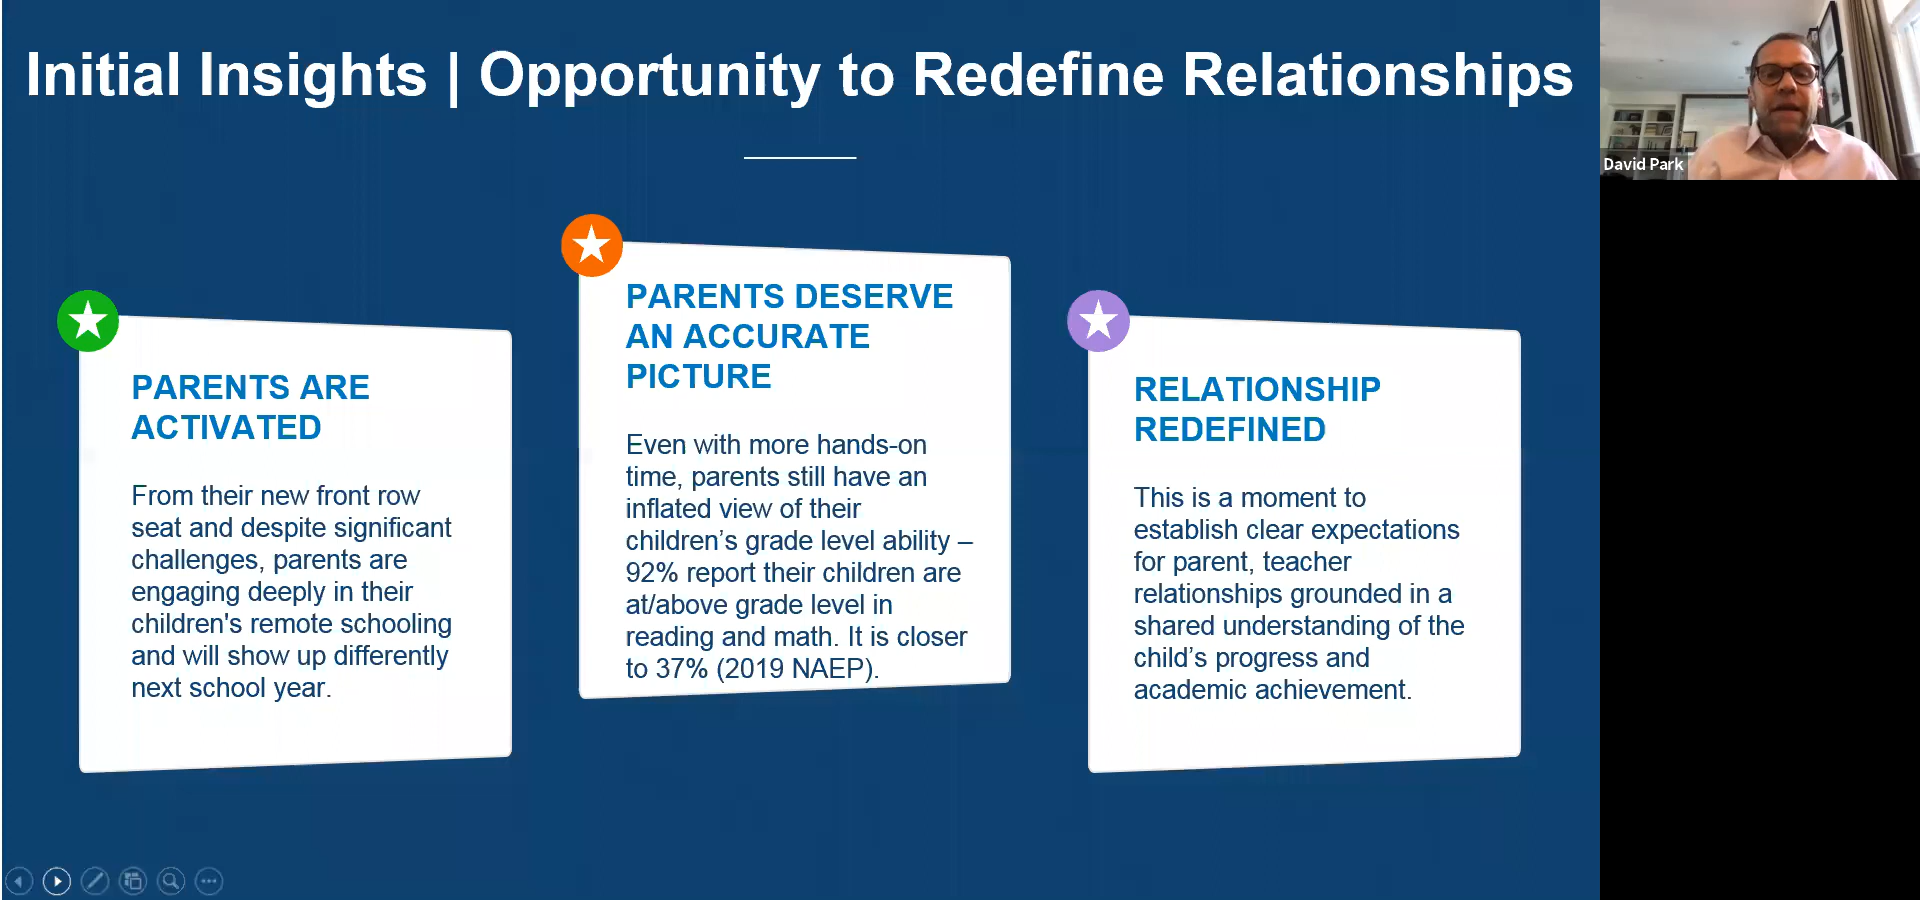 Initial Insights | Opportunity to Redefine Relationships
David Park
PARENTS ARE
ACTIVATED
From their new front row
seat and despite significant
challenges, parents are
engaging deeply in their
children's remote schooling
and will show up differently
next school year.
PARENTS DESERVE
AN ACCURATE
PICTURE
Even with more hands-on
time, parents still have an
inflated view of their
children’s grade level ability –
92% report their children are
at/above grade level in
reading and math. It is closer
to 37% (2019 NAEP).
RELATIONSHIP
REDEFINED
This is a moment to
establish clear expectations
for parent, teacher
relationships grounded in a
shared understanding of the
child’s progress and
academic achievement.